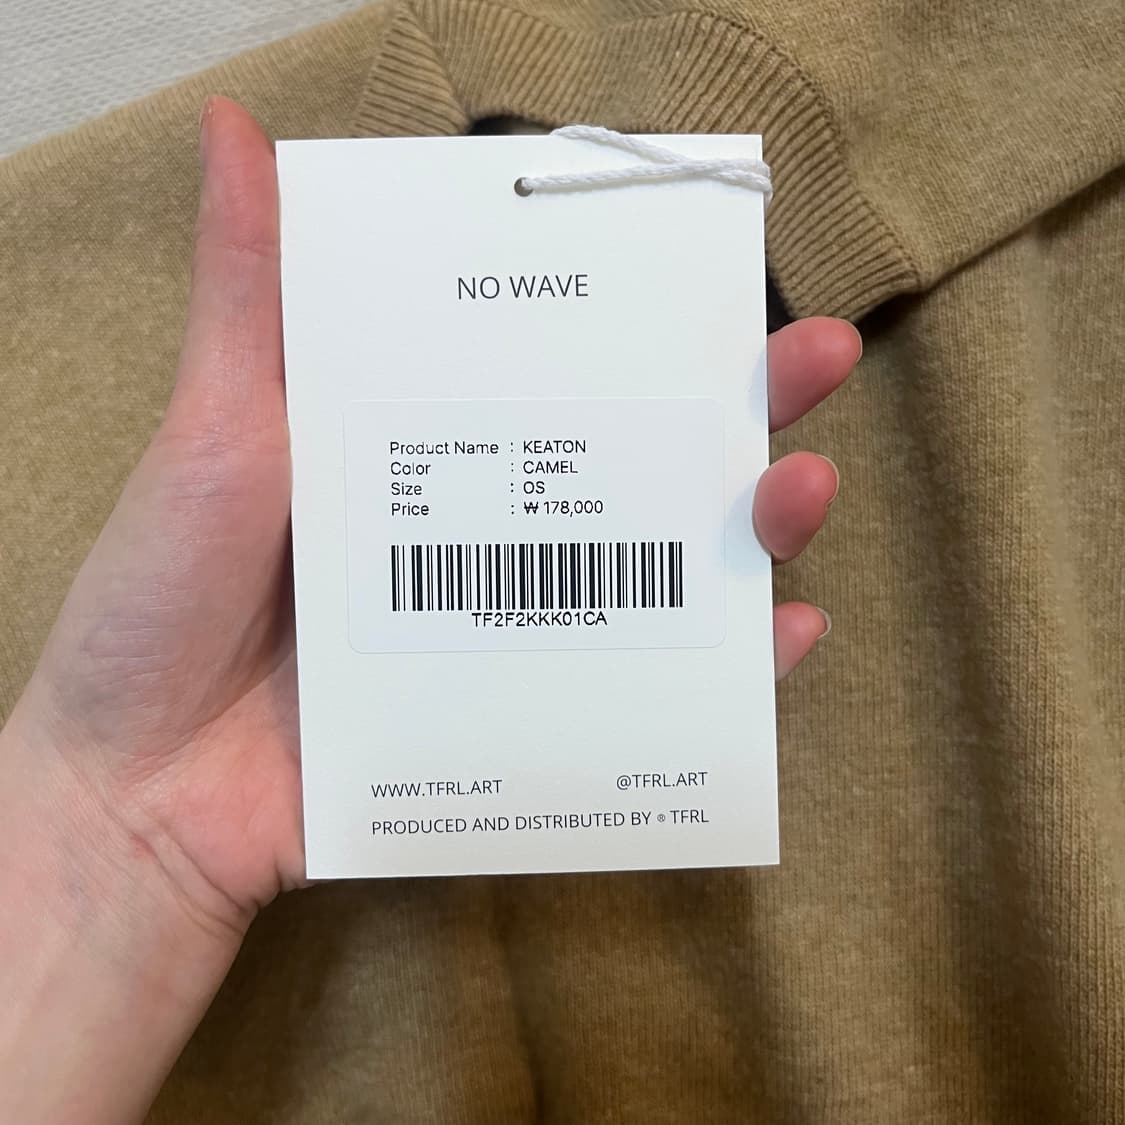 NO WAVE
Product Name : KEATON
Color : CAMEL
Size : OS
Price : ₩ 178,000
TF2F2KKK01CA
WWW.TFRL.ART @TFRL.ART
PRODUCED AND DISTRIBUTED BY ® TFRL